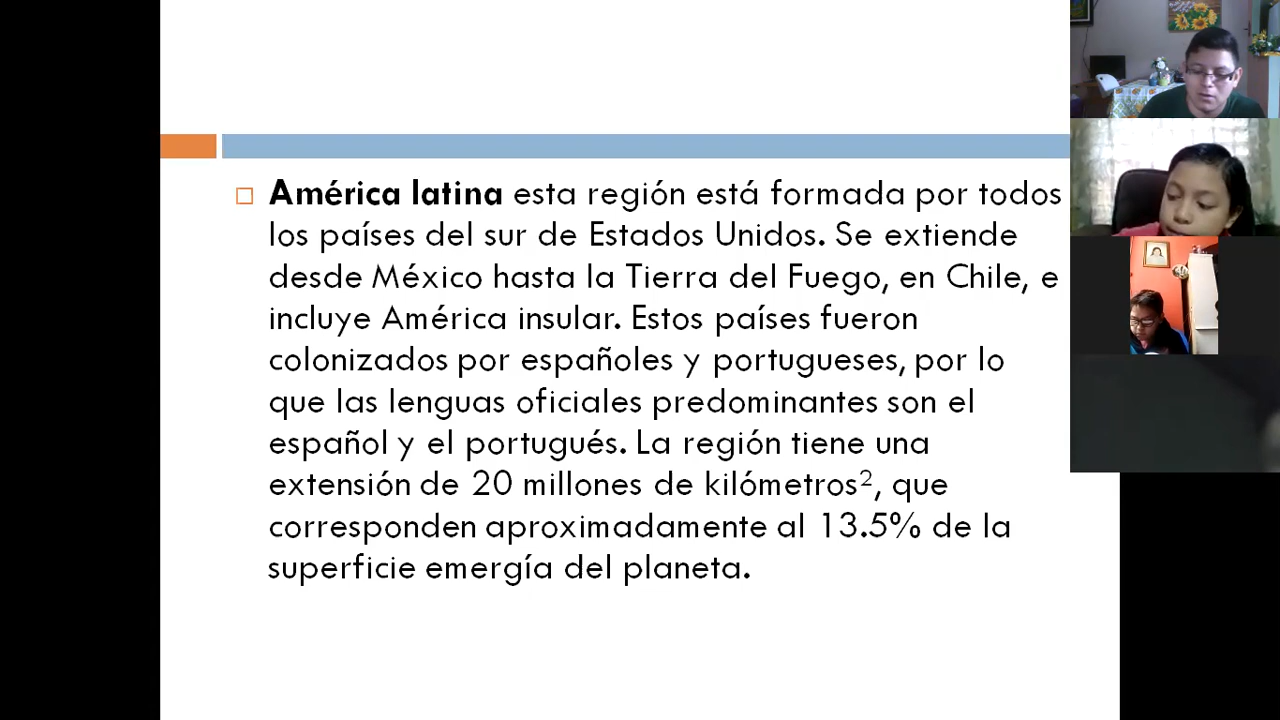 América latina esta región está formada por todos
los países del sur de Estados Unidos. Se extiende
desde México hasta la Tierra del Fuego, en Chile, e
incluye América insular. Estos países fueron
colonizados por españoles y portugueses, por lo
que las lenguas oficiales predominantes son el
español y el portugués. La región tiene una
extensión de 20 millones de kilómetros², que
corresponden aproximadamente al 13.5% de la
superficie emergía del planeta.